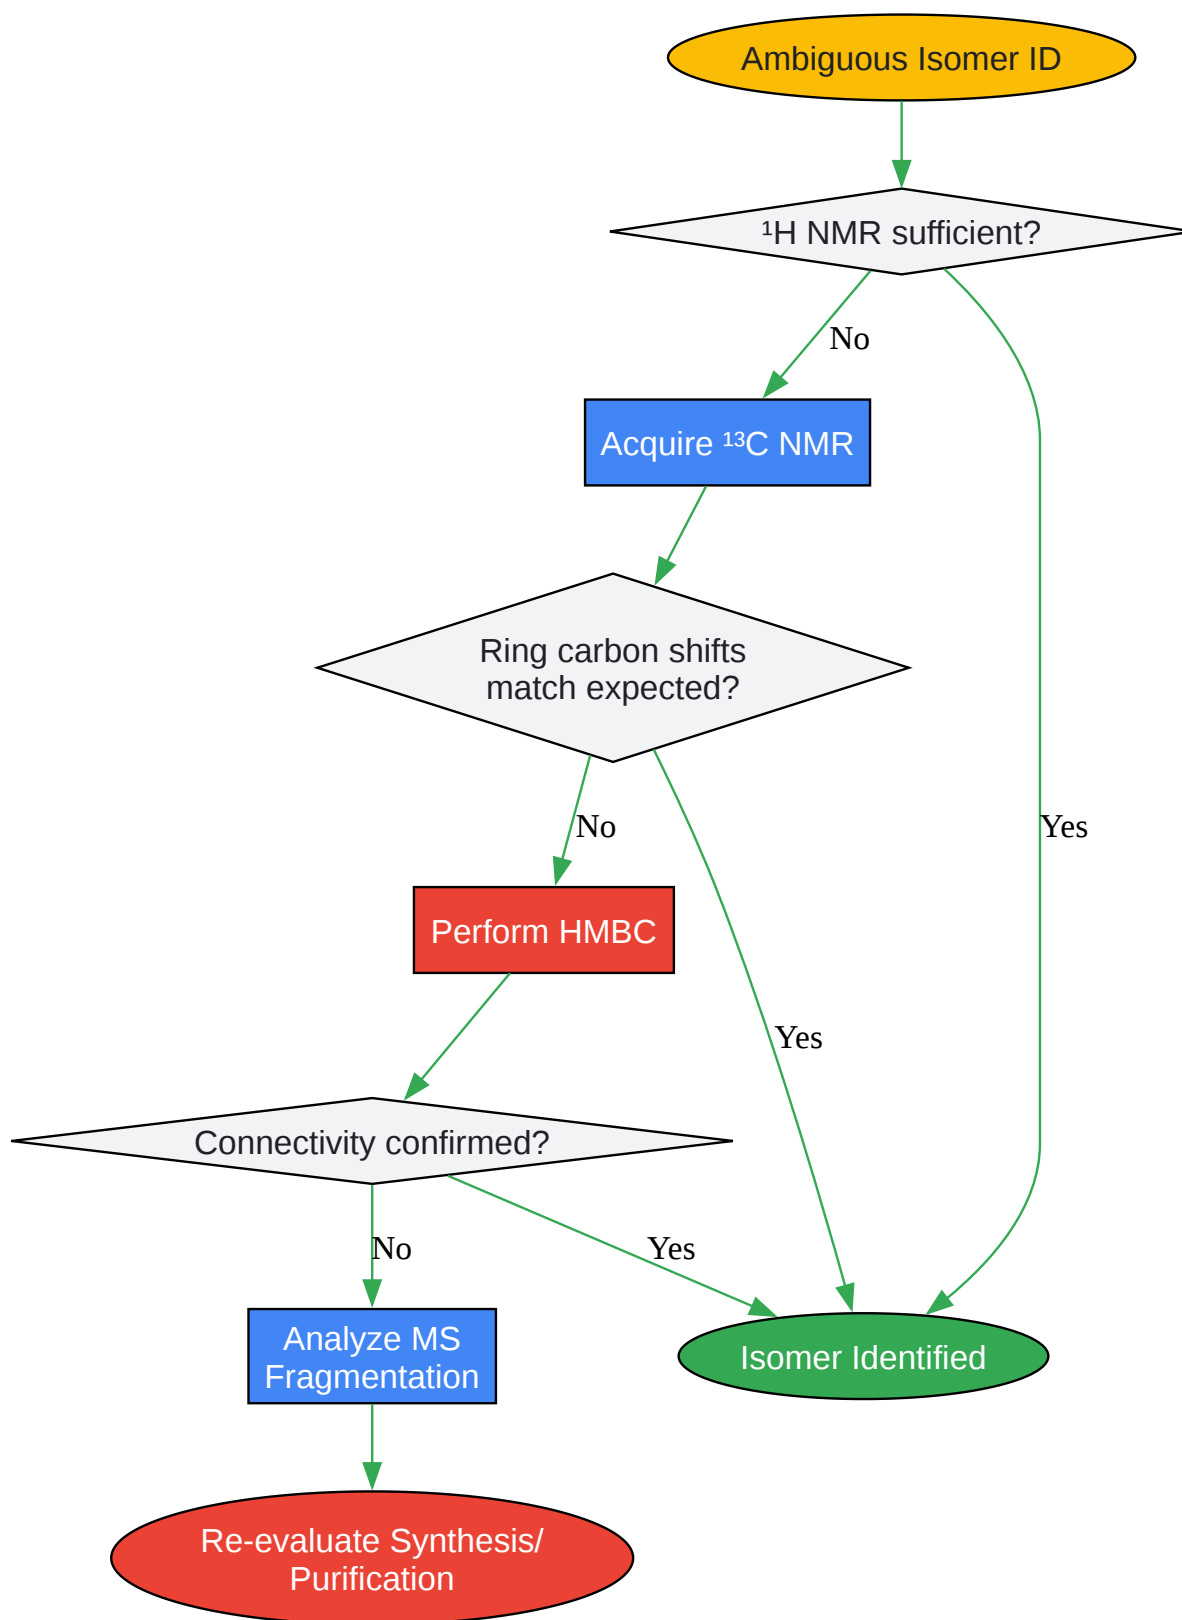 Ambiguous Isomer ID
¹H NMR sufficient?
No
Acquire ¹³C NMR
Ring carbon shifts
match expected?
No
Yes
Perform HMBC
Yes
Connectivity confirmed?
No
Yes
Analyze MS
Fragmentation
Isomer Identified
Re-evaluate Synthesis/
Purification